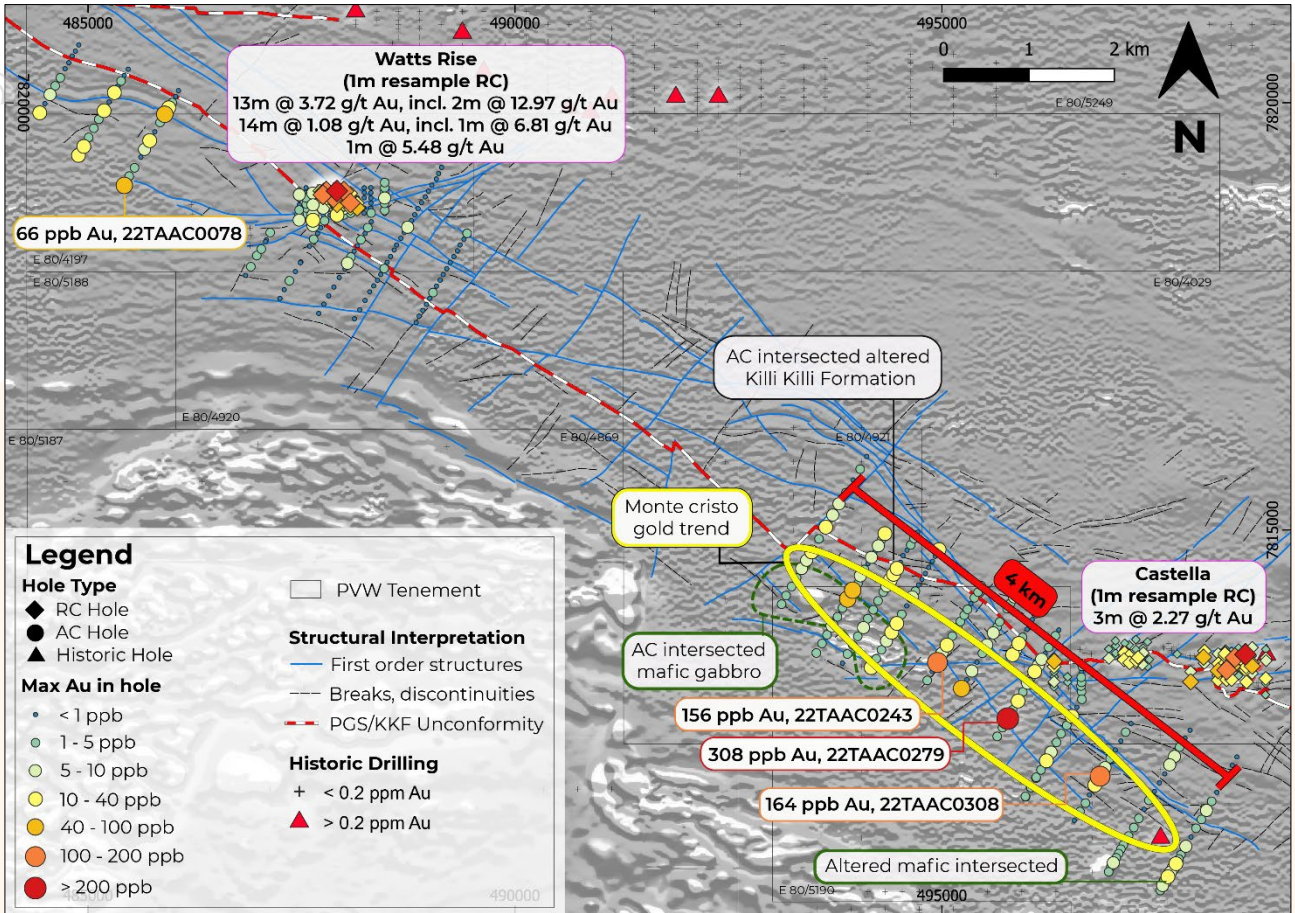 485000
490000
495000
0
1
2 km
E 80/5249
N
7820000
7820000
Watts Rise
(1m resample RC)
13m @ 3.72 g/t Au, incl. 2m @ 12.97 g/t Au
14m @ 1.08 g/t Au, incl. 1m @ 6.81 g/t Au
1m @ 5.48 g/t Au
66 ppb Au, 22TAAC0078
E 80/4197
E 80/5188
E 80/4029
AC intersected altered
Killi Killi Formation
E 80/4920
E 80/5187
E 80/4869
E 80/4921
Monte cristo
gold trend
7815000
4 km
Castella
(1m resample RC)
3m @ 2.27 g/t Au
AC intersected
mafic gabbro
156 ppb Au, 22TAAC0243
308 ppb Au, 22TAAC0279
164 ppb Au, 22TAAC0308
Altered mafic intersected
E 80/5190
485000
490000
495000
Legend
Hole Type
RC Hole
AC Hole
Historic Hole
Max Au in hole
< 1 ppb
1 - 5 ppb
5 - 10 ppb
10 - 40 ppb
40 - 100 ppb
100 - 200 ppb
> 200 ppb
PVW Tenement
Structural Interpretation
First order structures
Breaks, discontinuities
PGS/KKF Unconformity
Historic Drilling
< 0.2 ppm Au
> 0.2 ppm Au